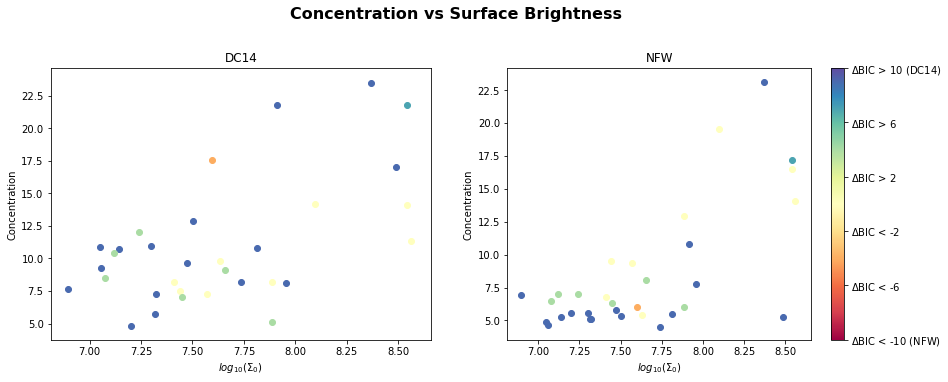 Concentration vs Surface Brightness
DC14
Concentration
22.5
20.0
17.5
15.0
12.5
10.0
7.5
5.0
7.00 7.25 7.50 7.75 8.00 8.25 8.50
log₁₀(Σ₀)
NFW
Concentration
22.5
20.0
17.5
15.0
12.5
10.0
7.5
5.0
7.00 7.25 7.50 7.75 8.00 8.25 8.50
log₁₀(Σ₀)
ΔBIC > 10 (DC14)
ΔBIC > 6
ΔBIC > 2
ΔBIC < -2
ΔBIC < -6
ΔBIC < -10 (NFW)